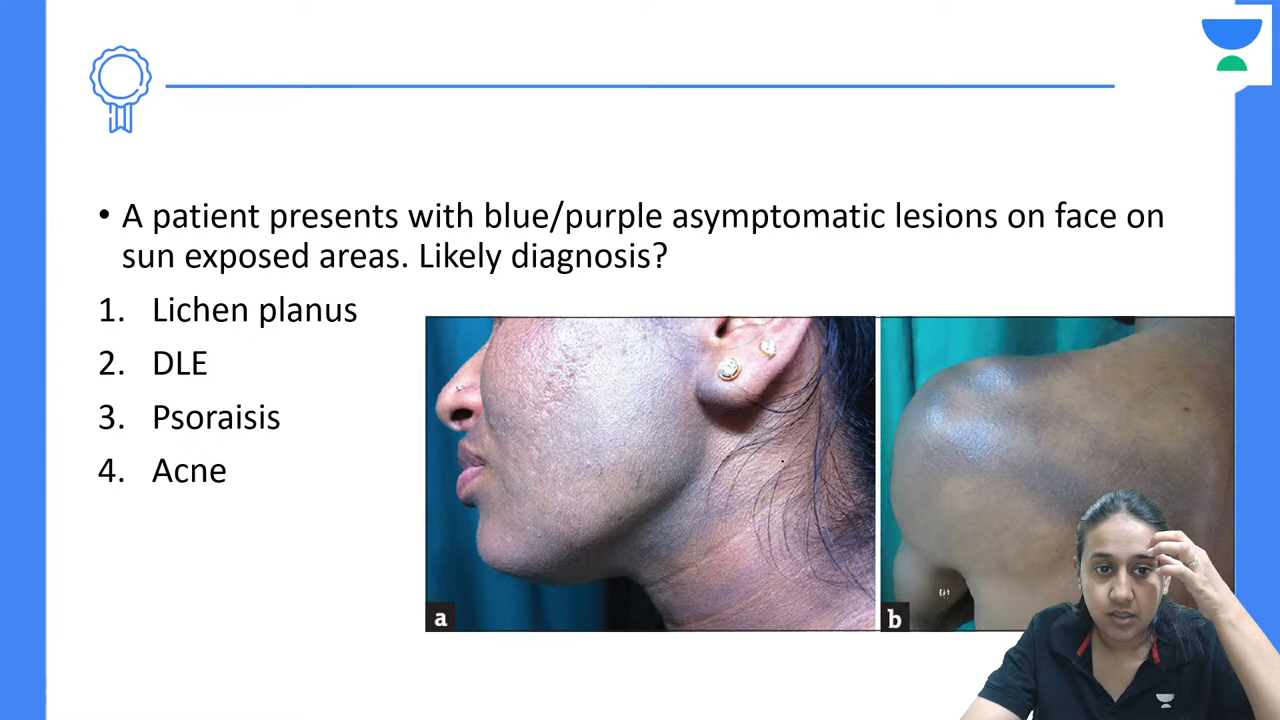 • A patient presents with blue/purple asymptomatic lesions on face on
sun exposed areas. Likely diagnosis?
1. Lichen planus
2. DLE
3. Psoraisis
4. Acne
a
b